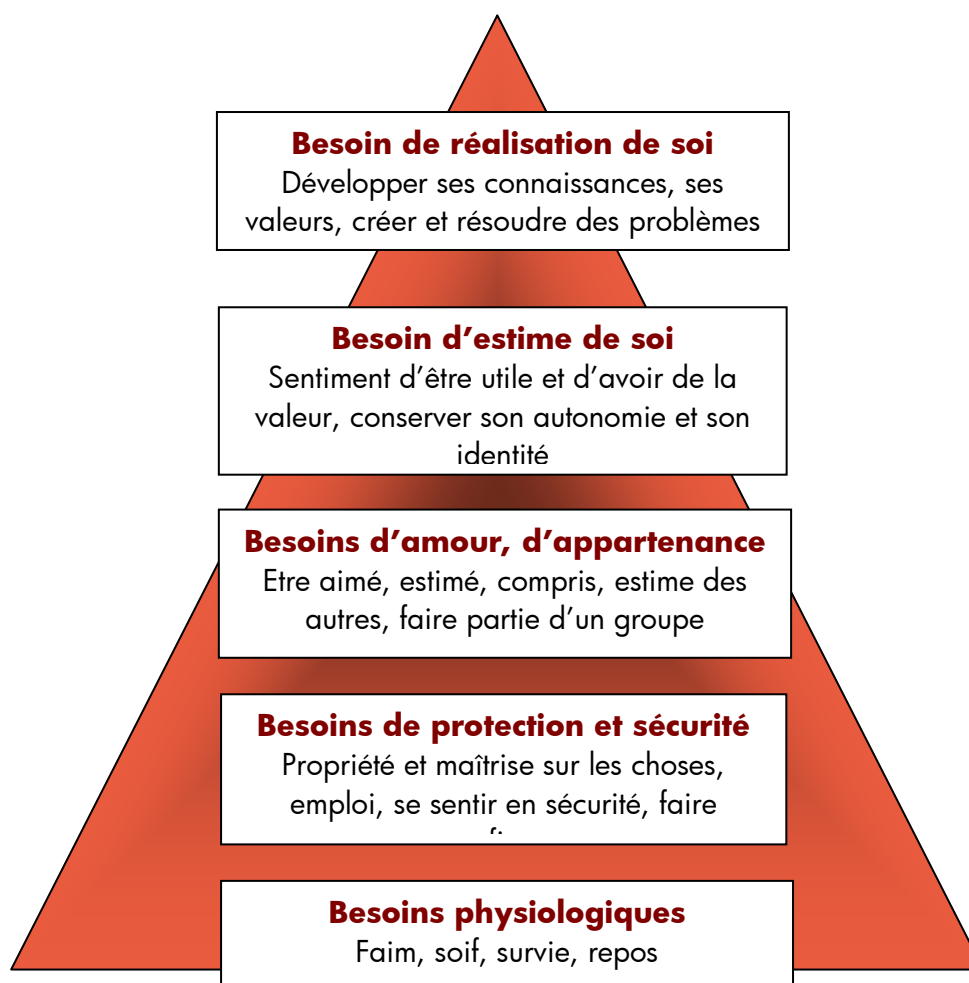 Besoin de réalisation de soi
Développer ses connaissances, ses
valeurs, créer et résoudre des problèmes
Besoin d’estime de soi
Sentiment d’être utile et d’avoir de la
valeur, conserver son autonomie et son
identité
Besoins d’amour, d’appartenance
Etre aimé, estimé, compris, estime des
autres, faire partie d’un groupe
Besoins de protection et sécurité
Propriété et maîtrise sur les choses,
emploi, se sentir en sécurité, faire
Besoins physiologiques
Faim, soif, survie, repos